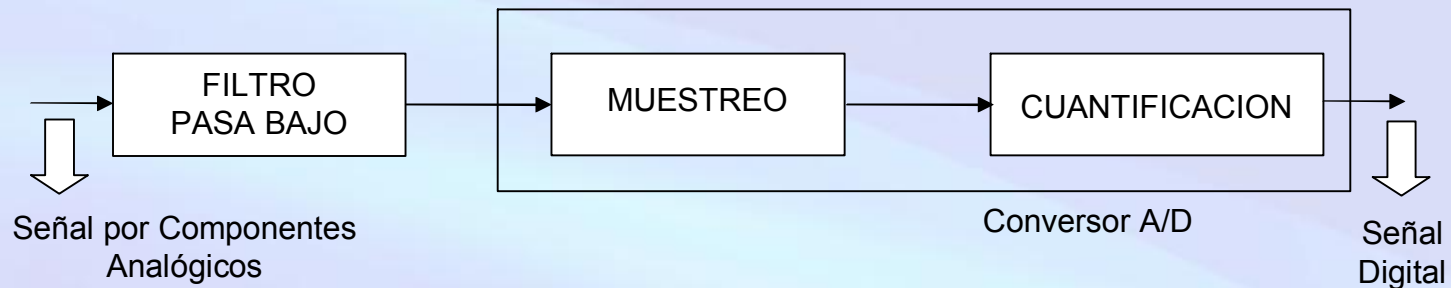 FILTRO
PASA BAJO
MUESTREO
CUANTIFICACION
Señal por Componentes
Analógicos
Conversor A/D
Señal
Digital